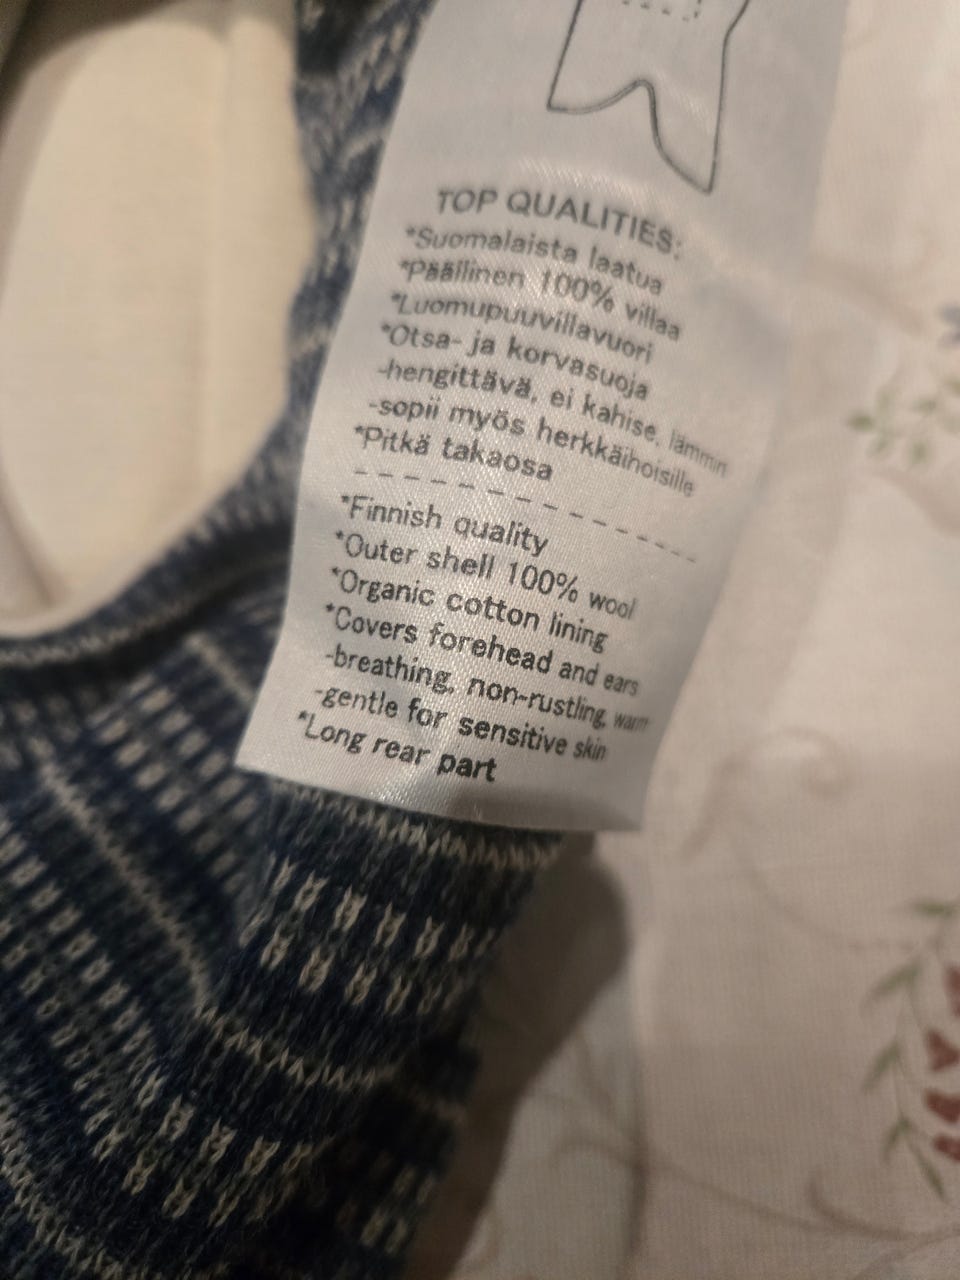 TOP QUALITIES:
*Suomalaista laatua
*Päällinen 100% villaa
*Luomupuuvillavuori
*Otsa- ja korvasuoja
-hengittävä, ei kahise, lämmin
-sopii myös herkkäihoisille
*Pitkä takaosa
*Finnish quality
*Outer shell 100% wool
*Organic cotton lining
*Covers forehead and ears
-breathing, non-rustling, warm
-gentle for sensitive skin
*Long rear part